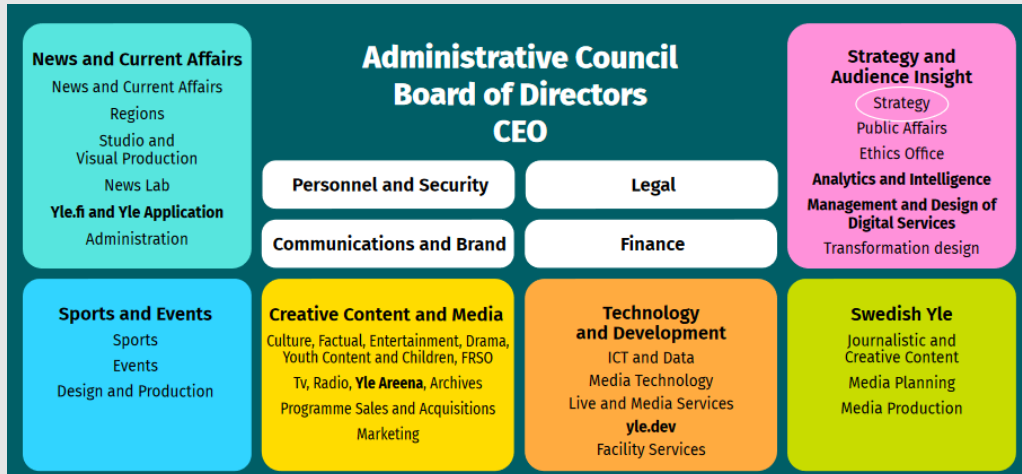 News and Current Affairs
News and Current Affairs
Regions
Studio and
Visual Production
News Lab
Yle.fi and Yle Application
Administration
Administrative Council
Board of Directors
CEO
Personnel and Security
Legal
Communications and Brand
Finance
Strategy and
Audience Insight
Strategy
Public Affairs
Ethics Office
Analytics and Intelligence
Management and Design of
Digital Services
Transformation design
Sports and Events
Sports
Events
Design and Production
Creative Content and Media
Culture, Factual, Entertainment, Drama,
Youth Content and Children, FRSO
Tv, Radio, Yle Areena, Archives
Programme Sales and Acquisitions
Marketing
Technology
and Development
ICT and Data
Media Technology
Live and Media Services
yle.dev
Facility Services
Swedish Yle
Journalistic and
Creative Content
Media Planning
Media Production